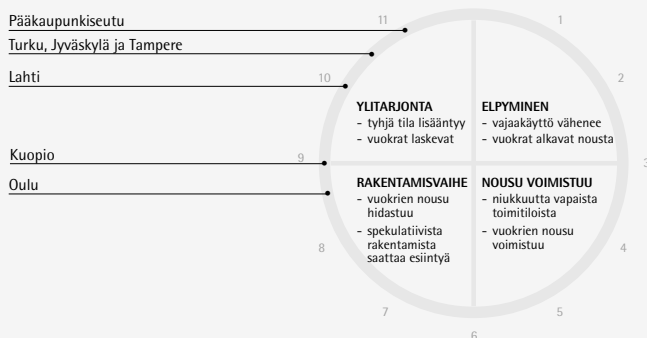 Pääkaupunkiseutu
Turku, Jyväskylä ja Tampere
Lahti
Kuopio
Oulu
11
1
10
2
9
3
8
4
7
5
6
YLITARJONTA
- tyhjä tila lisääntyy
- vuokrat laskevat
ELPYMINEN
- vajaakäyttö vähenee
- vuokrat alkavat nousta
RAKENTAMISVAIHE
- vuokrien nousu
hidastuu
- spekulatiivista
rakentamista
saattaa esiintyä
NOUSU VOIMISTUU
- niukkuutta vapaista
toimitiloista
- vuokrien nousu
voimistuu